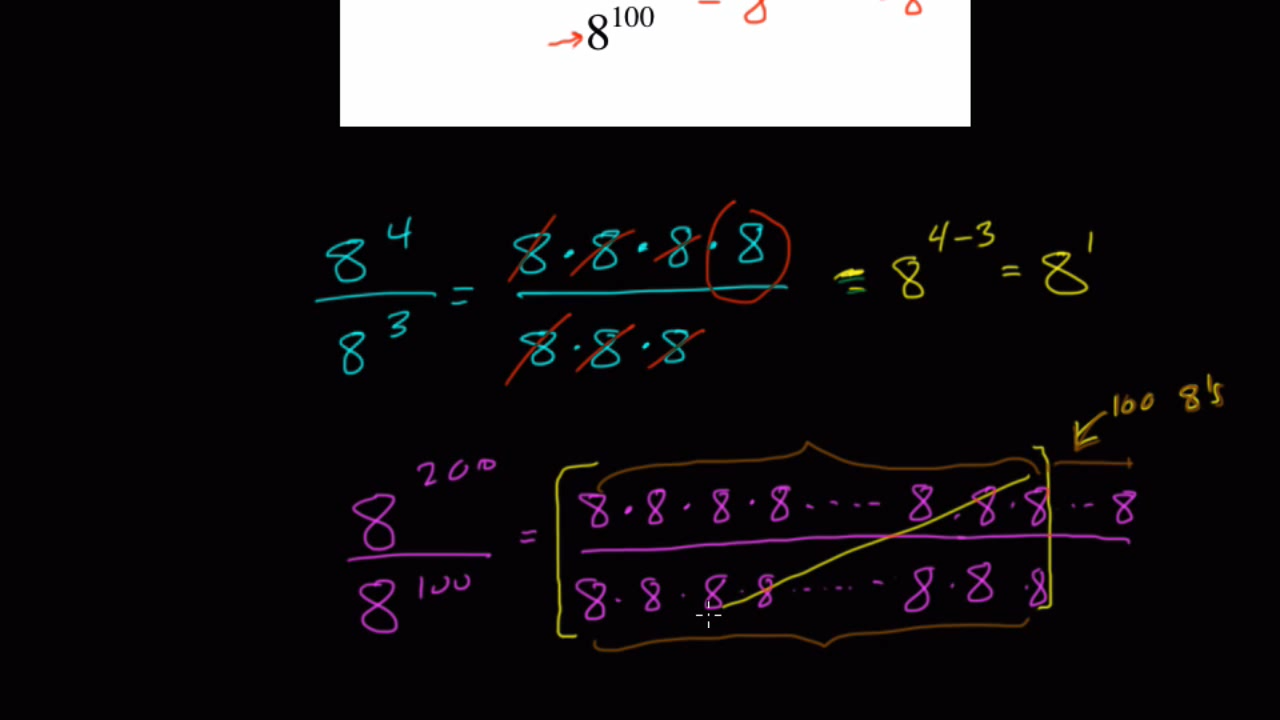 →8^100 = 8 8
8^4 / 8^3 = 8 · 8 · 8 · 8 / 8 · 8 · 8 = 8^4-3 = 8^1
100 8's
8^200 / 8^100 = [8 · 8 · 8 · 8 ····-- 8 · 8 · 8] ·-- 8 / 8 · 8 · 8 · 8 ·····- 8 · 8 · 8